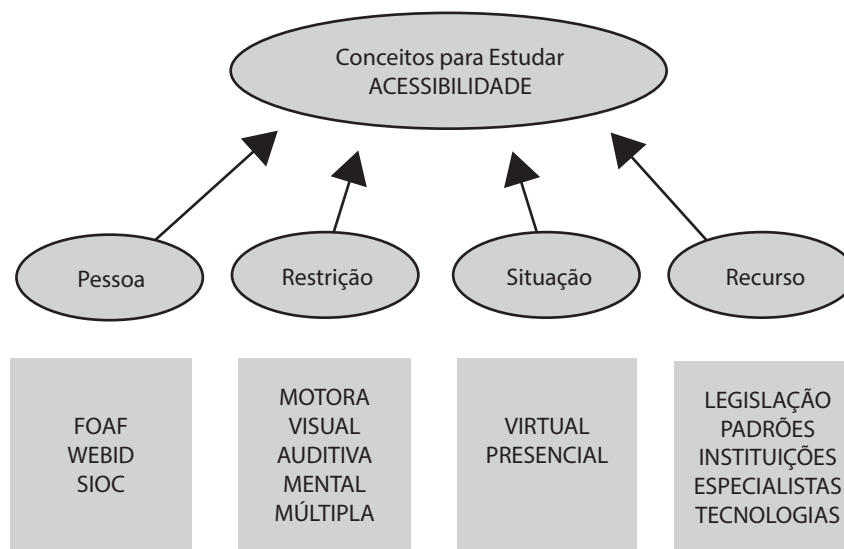 Conceitos para Estudar
ACESSIBILIDADE
Pessoa
Restrição
Situação
Recurso
FOAF
WEBID
SIOC
MOTORA
VISUAL
AUDITIVA
MENTAL
MÚLTIPLA
VIRTUAL
PRESENCIAL
LEGISLAÇÃO
PADRÕES
INSTITUIÇÕES
ESPECIALISTAS
TECNOLOGIAS